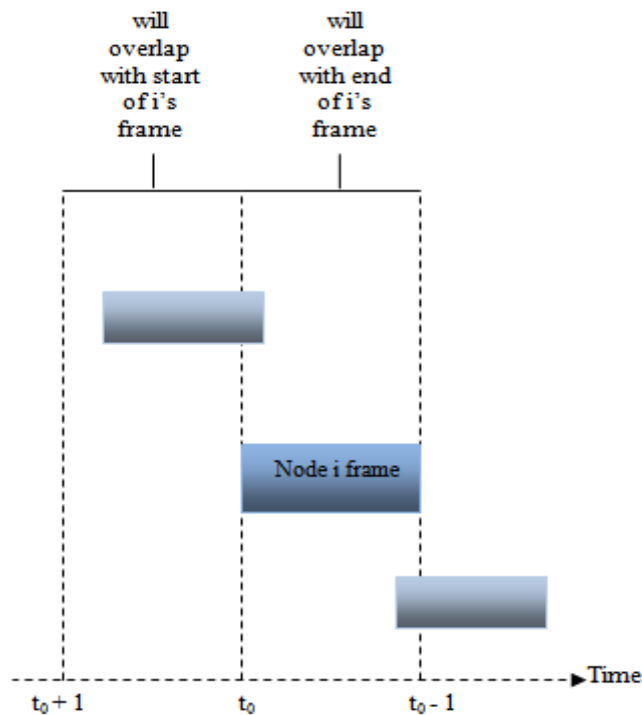 will
overlap
with start
of i's
frame
will
overlap
with end
of i's
frame
Node i frame
Time
t₀ + 1
t₀
t₀ - 1